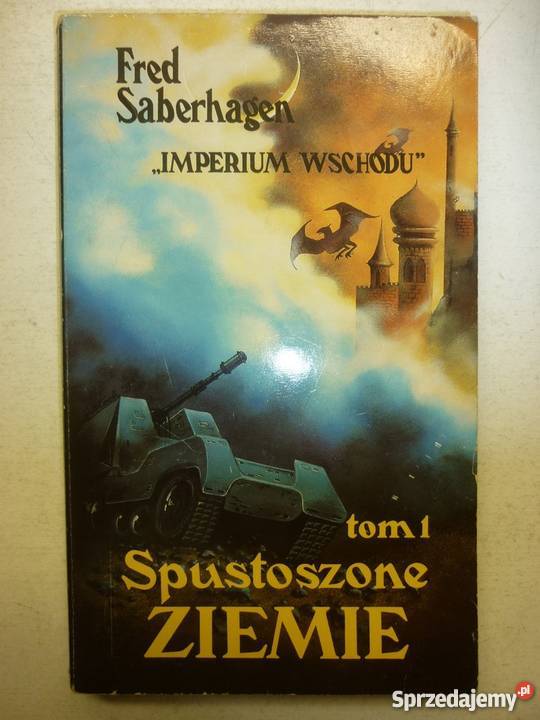 Fred
Saberhagen
„IMPERIUM WSCHODU”
tom 1
Spustoszone
ZIEMIE
Sprzedajemy.pl